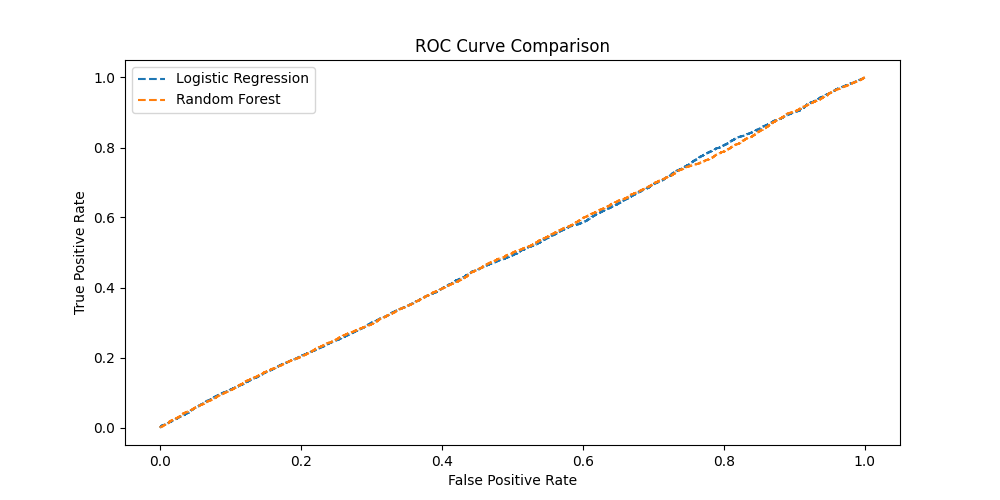 ROC Curve Comparison
Logistic Regression
Random Forest
1.0
0.8
0.6
0.4
0.2
0.0
True Positive Rate
0.0 0.2 0.4 0.6 0.8 1.0
False Positive Rate